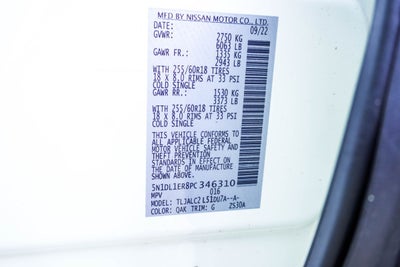 MFD BY NISSAN MOTOR CO., LTD.
DATE: 09/22
GVWR: 2750 KG
6063 LB
GAWR FR.: 1335 KG
2943 LB
WITH 255/60R18 TIRES
18 x 8.0 RIMS AT 33 PSI
COLD SINGLE
GAWR RR.: 1530 KG
3373 LB
WITH 255/60R18 TIRES
18 x 8.0 RIMS AT 33 PSI
COLD SINGLE
THIS VEHICLE CONFORMS TO
ALL APPLICABLE FEDERAL
MOTOR VEHICLE SAFETY
AND THEFT PREVENTION
STANDARDS IN EFFECT ON
THE DATE OF MANUFACTURE
SHOWN ABOVE.
5N1DL1ER8PC346310
MPV 016
MODEL: TLJALC2L51DU7A--A-
COLOR: QAK TRIM: G ZS30A